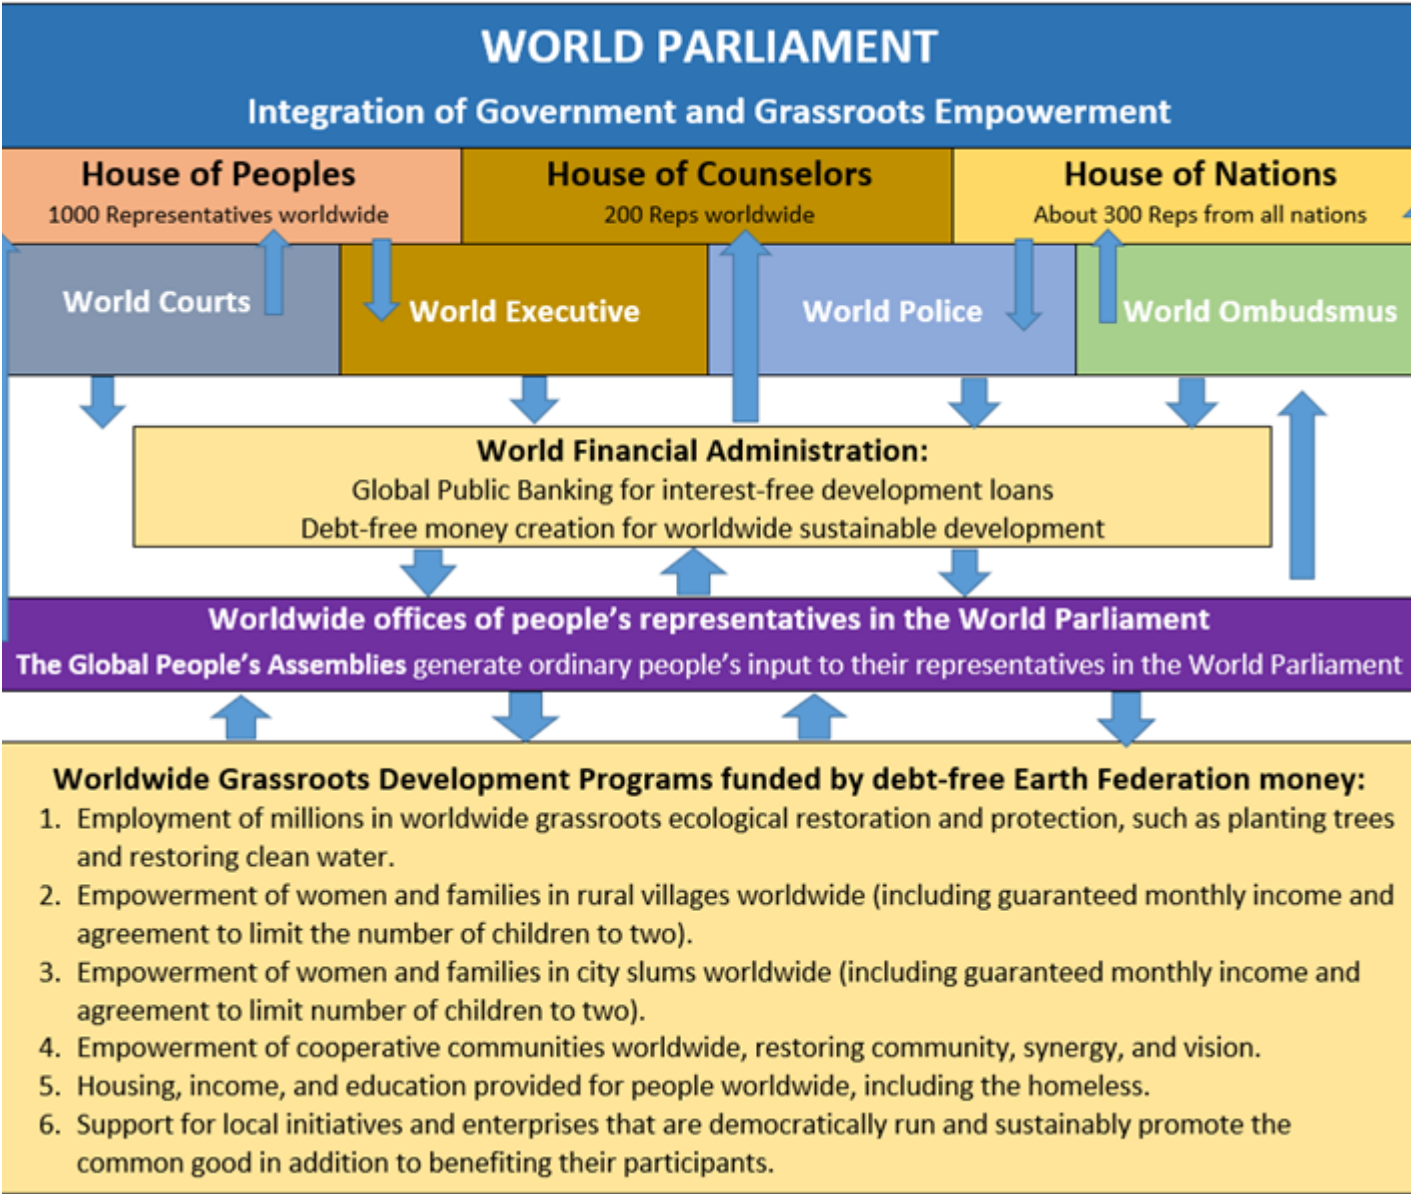 WORLD PARLIAMENT
Integration of Government and Grassroots Empowerment
House of Peoples
1000 Representatives worldwide
House of Counselors
200 Reps worldwide
House of Nations
About 300 Reps from all nations
World Courts
World Executive
World Police
World Ombudsmus
World Financial Administration:
Global Public Banking for interest-free development loans
Debt-free money creation for worldwide sustainable development
Worldwide offices of people's representatives in the World Parliament
The Global People's Assemblies generate ordinary people's input to their representatives in the World Parliament
Worldwide Grassroots Development Programs funded by debt-free Earth Federation money:
1. Employment of millions in worldwide grassroots ecological restoration and protection, such as planting trees
and restoring clean water.
2. Empowerment of women and families in rural villages worldwide (including guaranteed monthly income and
agreement to limit the number of children to two).
3. Empowerment of women and families in city slums worldwide (including guaranteed monthly income and
agreement to limit number of children to two).
4. Empowerment of cooperative communities worldwide, restoring community, synergy, and vision.
5. Housing, income, and education provided for people worldwide, including the homeless.
6. Support for local initiatives and enterprises that are democratically run and sustainably promote the
common good in addition to benefiting their participants.